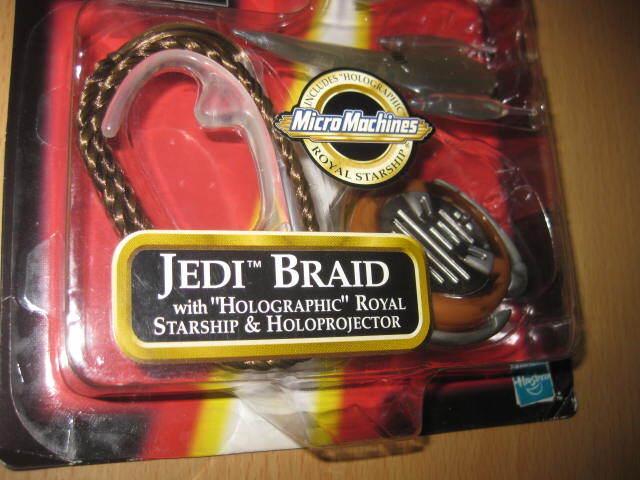 INCLUDES "HOLOGRAPHIC"
MicroMachines
ROYAL STARSHIP
JEDI™ BRAID
with "HOLOGRAPHIC" ROYAL
STARSHIP & HOLOPROJECTOR
Hasbro